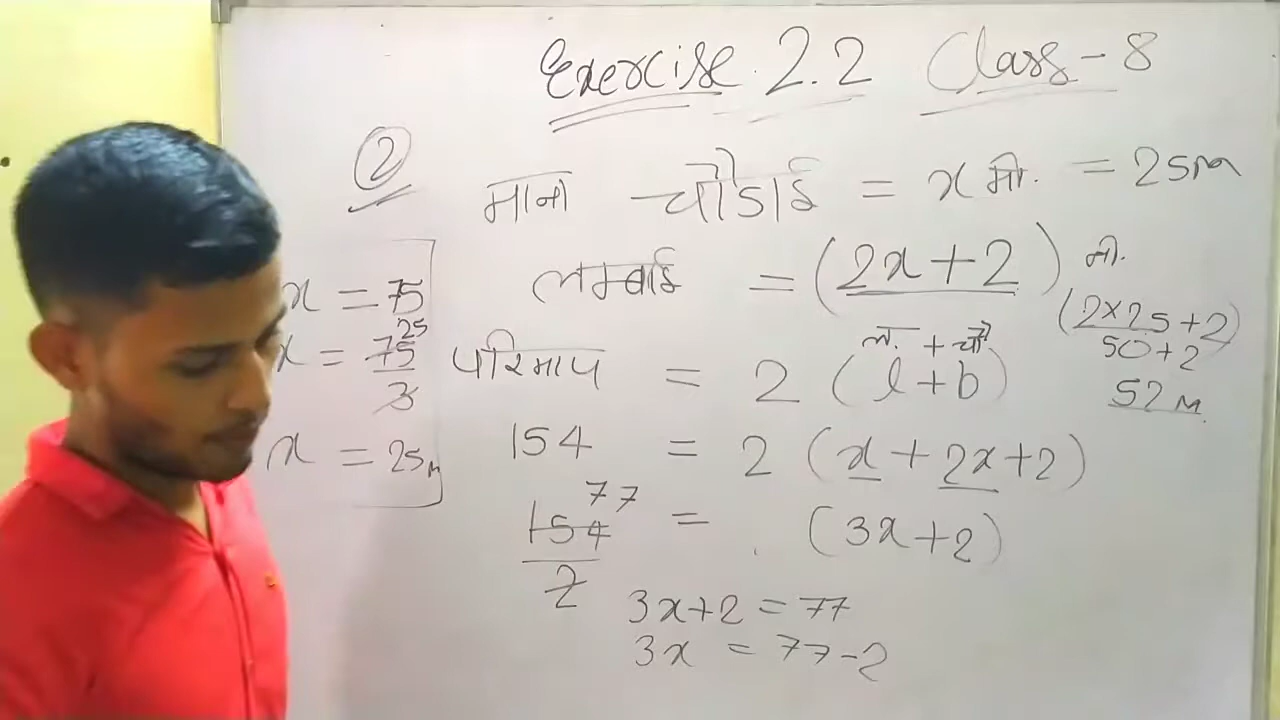 Exercise 2.2 Class-8
②
माना चौडाई = x मी. = 25m
लम्बाई = (2x+2) मी.
(2×25+2)
50+2
52 M
ल. + चौ
परिमाप = 2 (l+b)
154 = 2 (x + 2x+2)
77
154/2 = (3x+2)
3x+2 = 77
3x = 77-2
x = 75
25
x = 75/3
x = 25m